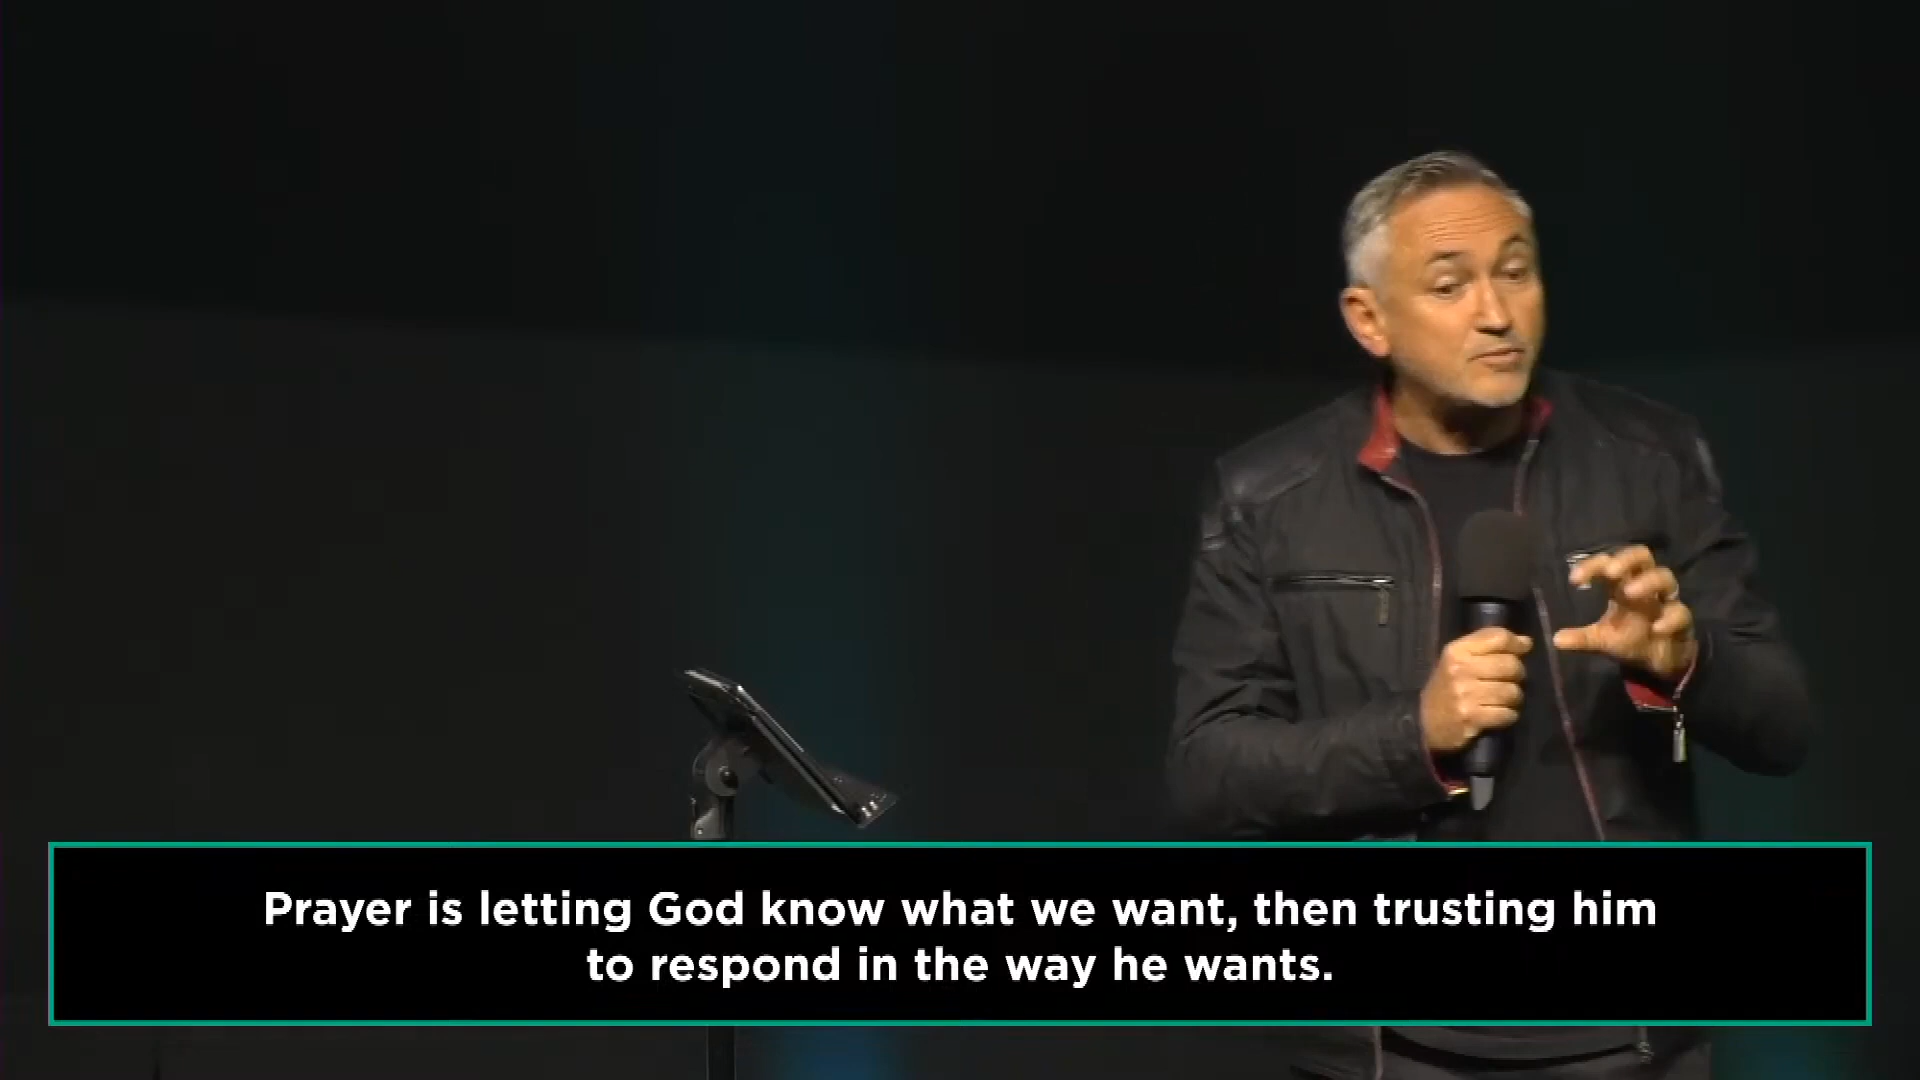 Prayer is letting God know what we want, then trusting him
to respond in the way he wants.